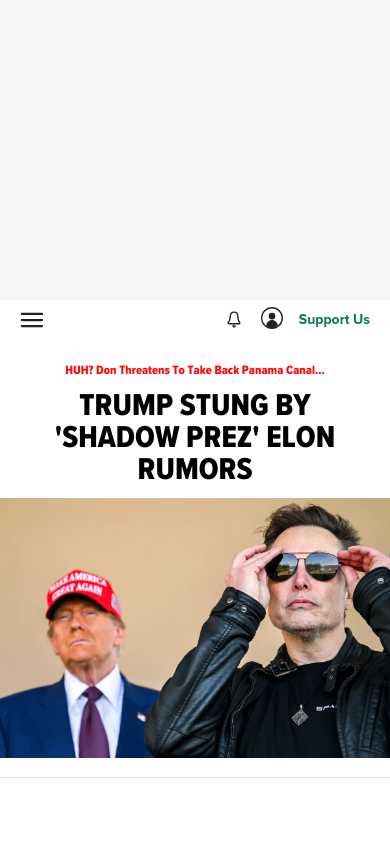 Support Us
HUH? Don Threatens To Take Back Panama Canal...
TRUMP STUNG BY
'SHADOW PREZ' ELON
RUMORS
MAKE AMERICA
GREAT AGAIN